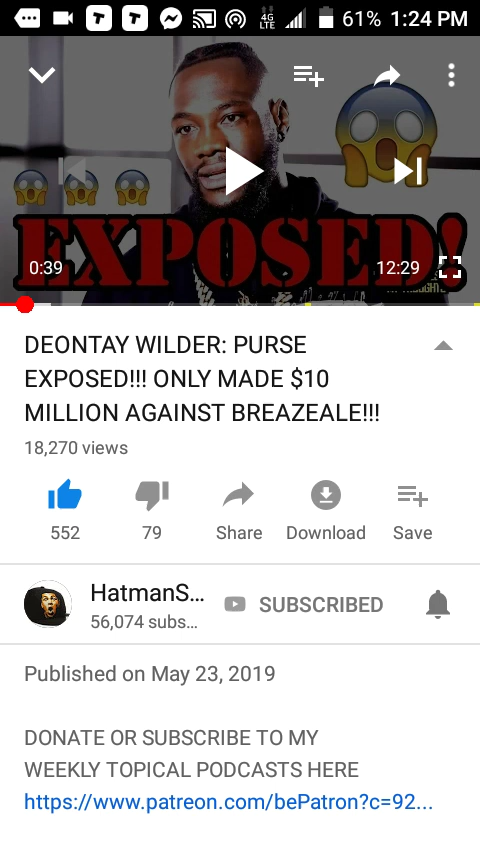 4G
LTE
61% 1:24 PM
EXPOSED!
0:39
12:29
DEONTAY WILDER: PURSE
EXPOSED!!! ONLY MADE $10
MILLION AGAINST BREAZEALE!!!
18,270 views
552
79
Share
Download
Save
HatmanS...
SUBSCRIBED
56,074 subs...
Published on May 23, 2019
DONATE OR SUBSCRIBE TO MY
WEEKLY TOPICAL PODCASTS HERE
https://www.patreon.com/bePatron?c=92...